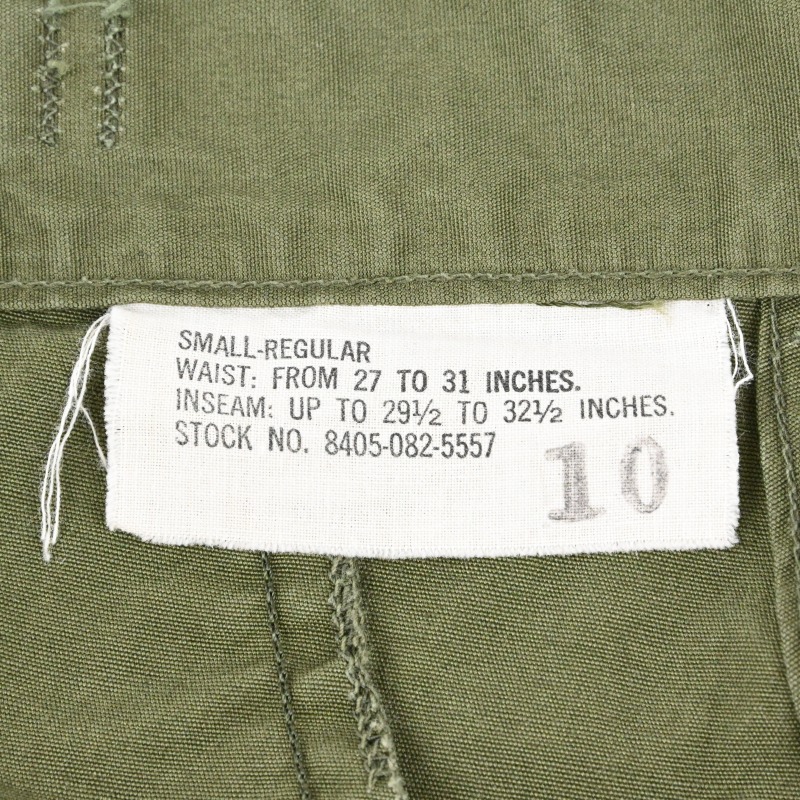 SMALL-REGULAR
WAIST: FROM 27 TO 31 INCHES.
INSEAM: UP TO 29½ TO 32½ INCHES.
STOCK NO. 8405-082-5557
10